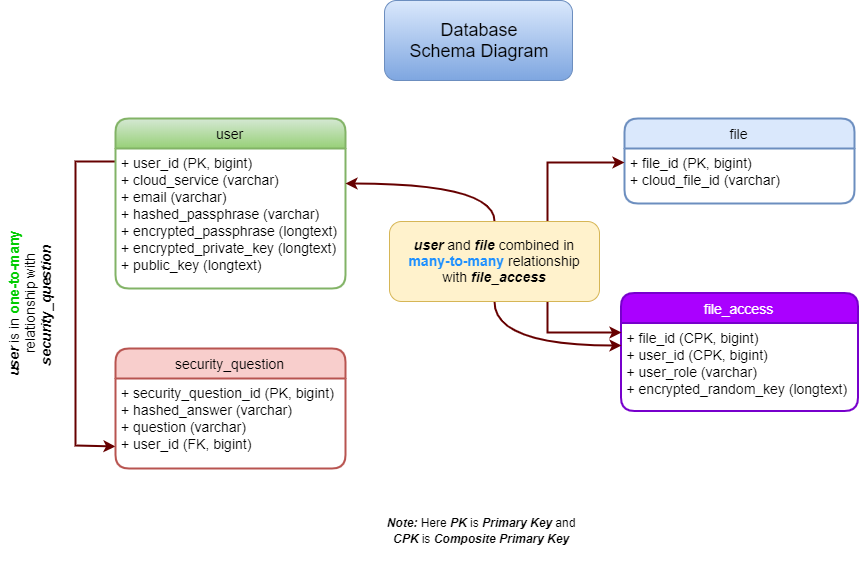 Database
Schema Diagram
user
+ user_id (PK, bigint)
+ cloud_service (varchar)
+ email (varchar)
+ hashed_passphrase (varchar)
+ encrypted_passphrase (longtext)
+ encrypted_private_key (longtext)
+ public_key (longtext)
file
+ file_id (PK, bigint)
+ cloud_file_id (varchar)
user and file combined in
many-to-many relationship
with file_access
user is in one-to-many
relationship with
security_question
file_access
+ file_id (CPK, bigint)
+ user_id (CPK, bigint)
+ user_role (varchar)
+ encrypted_random_key (longtext)
security_question
+ security_question_id (PK, bigint)
+ hashed_answer (varchar)
+ question (varchar)
+ user_id (FK, bigint)
Note: Here PK is Primary Key and
CPK is Composite Primary Key